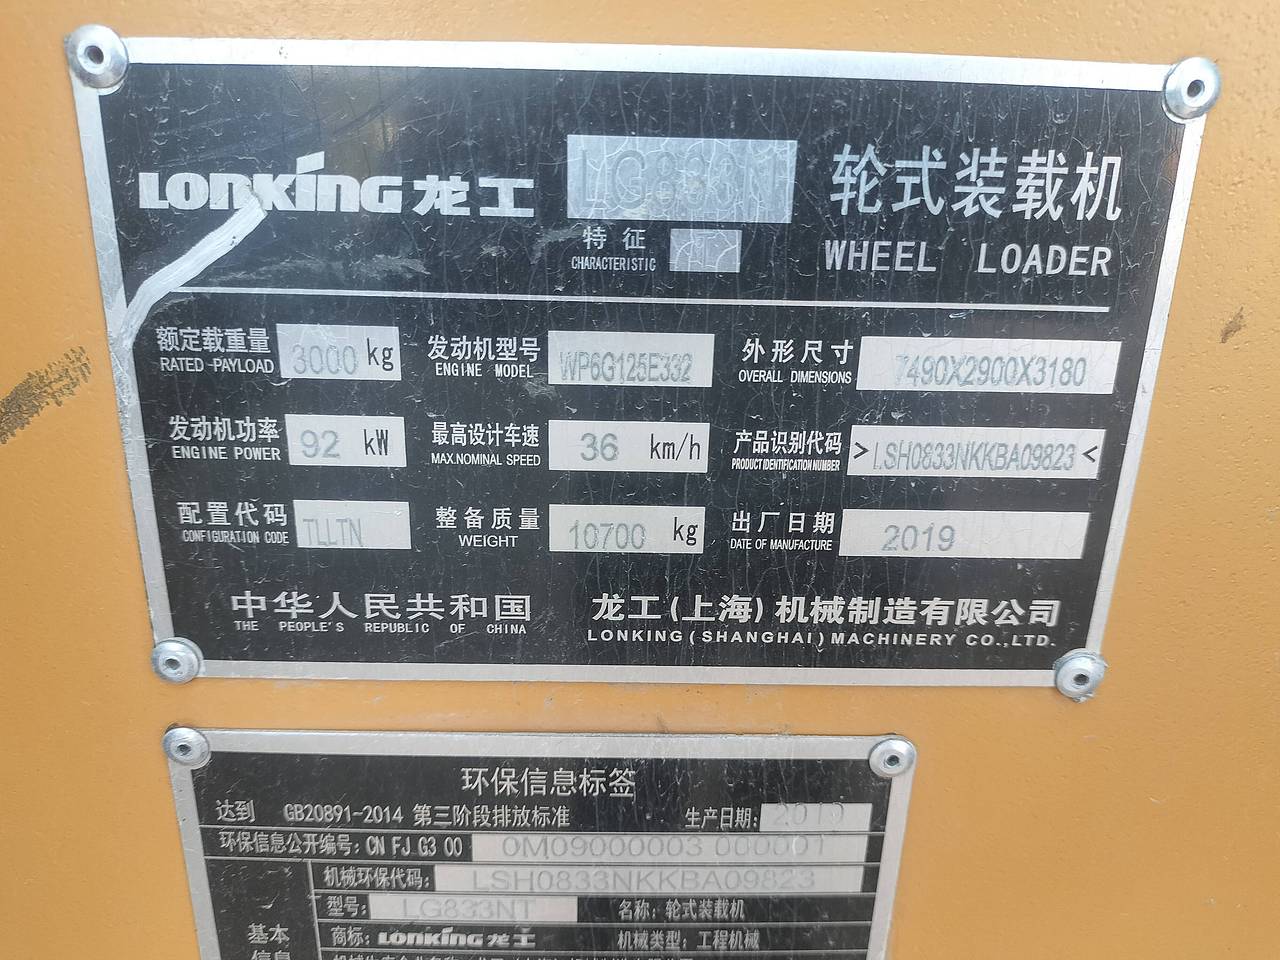 LONKING 龙工 LG833N 轮式装载机
特征
CHARACTERISTIC
WHEEL LOADER
额定载重量 3000 kg 发动机型号 WP6G125E332 外形尺寸 7490X2900X3180
RATED PAYLOAD ENGINE MODEL OVERALL DIMENSIONS
发动机功率 92 kW 最高设计车速 36 km/h 产品识别代码 >LSH0833NKKBA09823<
ENGINE POWER MAX.NOMINAL SPEED PRODUCT IDENTIFICATION NUMBER
配置代码 TLLTN 整备质量 10700 kg 出厂日期 2019
CONFIGURATION CODE WEIGHT DATE OF MANUFACTURE
中华人民共和国 龙工(上海)机械制造有限公司
THE PEOPLE'S REPUBLIC OF CHINA LONKING(SHANGHAI)MACHINERY CO.,LTD.
环保信息标签
达到 GB20891-2014 第三阶段排放标准 生产日期: 2019
环保信息公开编号: CN FJ G3 00 0M09000003 000001
机械环保代码: LSH0833NKKBA09823
型号: LG833NT 名称: 轮式装载机
基本 商标: LONKING 龙工 机械类型: 工程机械
信息